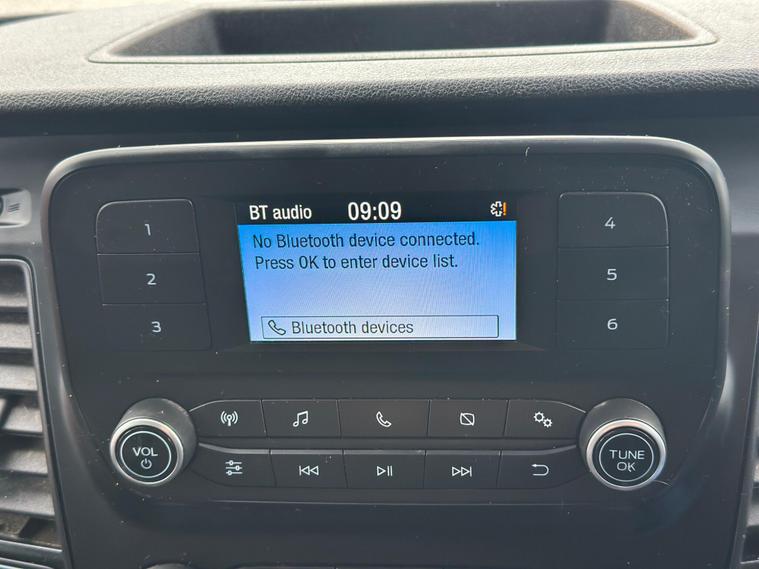 BT audio 09:09
No Bluetooth device connected.
Press OK to enter device list.
Bluetooth devices
1
2
3
4
5
6
VOL
TUNE
OK